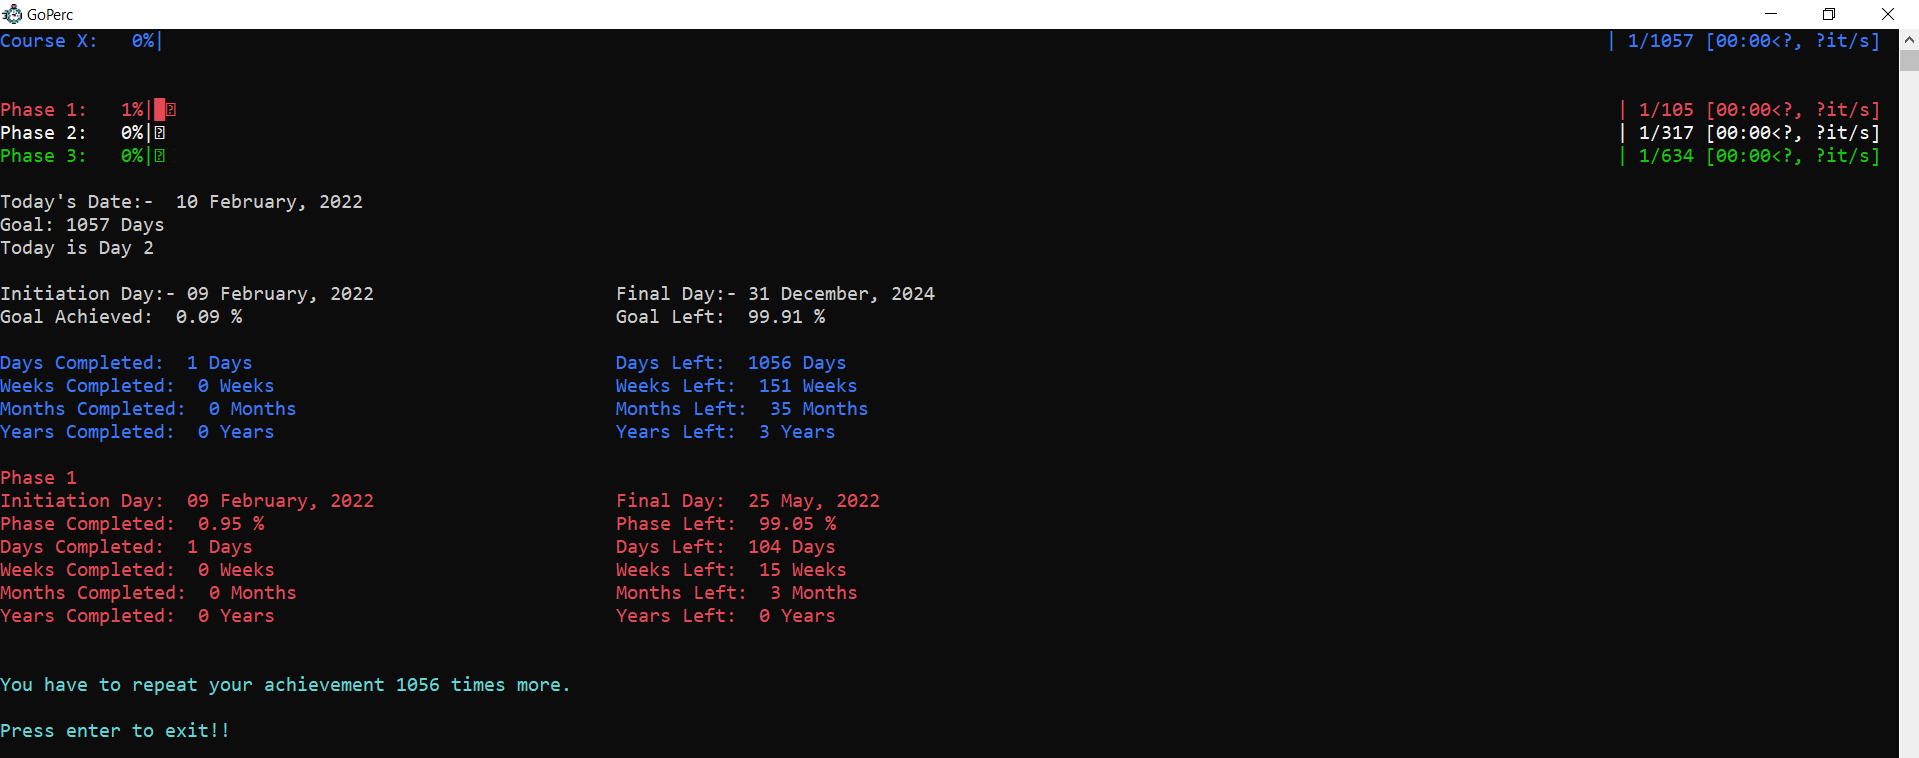 GoPerc
Course X:   0%|                    | 1/1057 [00:00<?, ?it/s]
Phase 1:   1%|█                    | 1/105 [00:00<?, ?it/s]
Phase 2:   0%|                    | 1/317 [00:00<?, ?it/s]
Phase 3:   0%|                    | 1/634 [00:00<?, ?it/s]
Today's Date:-  10 February, 2022
Goal: 1057 Days
Today is Day 2
Initiation Day:- 09 February, 2022                      Final Day:- 31 December, 2024
Goal Achieved:  0.09 %                                  Goal Left:  99.91 %
Days Completed:  1 Days                                 Days Left:  1056 Days
Weeks Completed:  0 Weeks                               Weeks Left:  151 Weeks
Months Completed:  0 Months                             Months Left:  35 Months
Years Completed:  0 Years                               Years Left:  3 Years
Phase 1
Initiation Day:  09 February, 2022                      Final Day:  25 May, 2022
Phase Completed:  0.95 %                                Phase Left:  99.05 %
Days Completed:  1 Days                                 Days Left:  104 Days
Weeks Completed:  0 Weeks                               Weeks Left:  15 Weeks
Months Completed:  0 Months                             Months Left:  3 Months
Years Completed:  0 Years                               Years Left:  0 Years
You have to repeat your achievement 1056 times more.
Press enter to exit!!